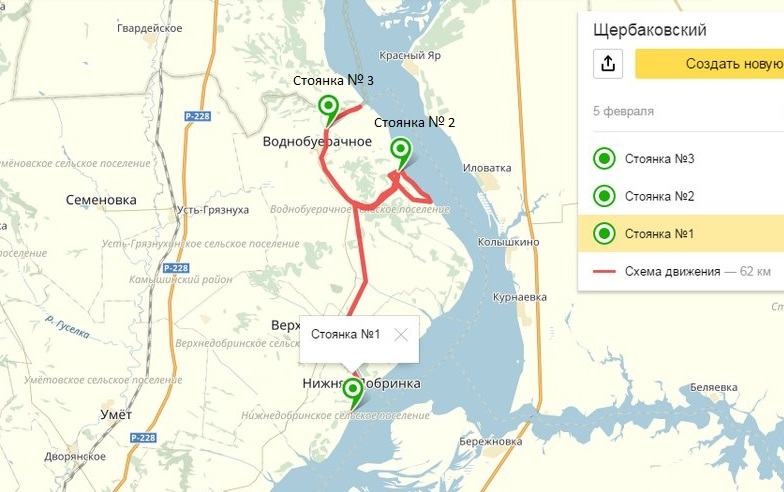 Гвардейское
Красный Яр
Стоянка № 3
Р-228
Стоянка № 2
Воднобуерачное
сельское поселение
Иловатка
Семеновка
Усть-Грязнуха
Воднобуерачное сельское поселение
Усть-Грязнухинское сельское поселение
Колышкино
Р-228
Камышинский район
Курнаевка
р. Гуселка
Верх
Стоянка №1
Верхнедобринское сельск
Умётовское сельское поселение
Нижня Добринка
Беляевка
Умёт
Нижнедобринское сельское поселение
Р-228
Бережновка
Дворянское
Щербаковский
Создать новую
5 февраля
Стоянка №3
Стоянка №2
Стоянка №1
Схема движения — 62 км